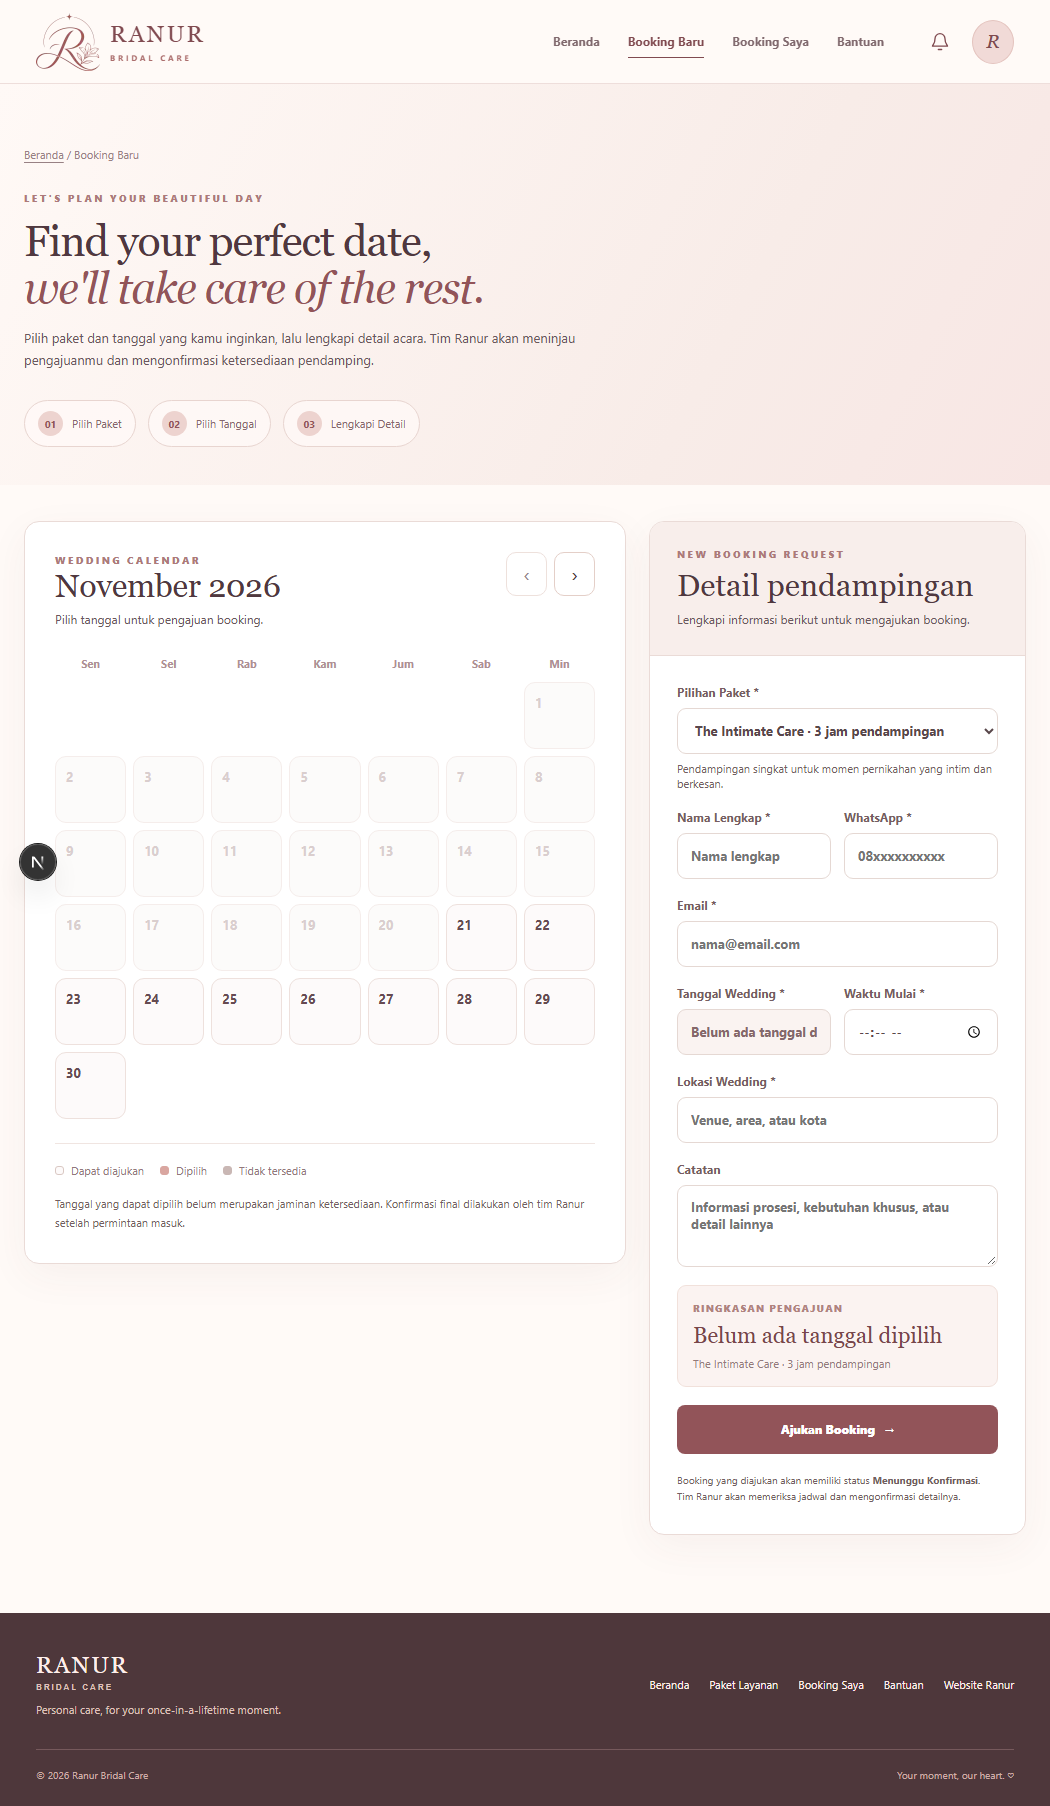 RANUR
BRIDAL CARE
Beranda
Booking Baru
Booking Saya
Bantuan
R
Beranda / Booking Baru
LET'S PLAN YOUR BEAUTIFUL DAY
Find your perfect date,
we'll take care of the rest.
Pilih paket dan tanggal yang kamu inginkan, lalu lengkapi detail acara. Tim Ranur akan meninjau
pengajuanmu dan mengonfirmasi ketersediaan pendamping.
01 Pilih Paket
02 Pilih Tanggal
03 Lengkapi Detail
WEDDING CALENDAR
November 2026
Pilih tanggal untuk pengajuan booking.
‹ ›
Sen Sel Rab Kam Jum Sab Min
1
2 3 4 5 6 7 8
9 10 11 12 13 14 15
16 17 18 19 20 21 22
23 24 25 26 27 28 29
30
N
Dapat diajukan
Dipilih
Tidak tersedia
Tanggal yang dapat dipilih belum merupakan jaminan ketersediaan. Konfirmasi final dilakukan oleh tim Ranur
setelah permintaan masuk.
NEW BOOKING REQUEST
Detail pendampingan
Lengkapi informasi berikut untuk mengajukan booking.
Pilihan Paket *
The Intimate Care · 3 jam pendampingan
Pendampingan singkat untuk momen pernikahan yang intim dan
berkesan.
Nama Lengkap *
Nama lengkap
WhatsApp *
08xxxxxxxxxx
Email *
nama@email.com
Tanggal Wedding *
Belum ada tanggal d
Waktu Mulai *
--:-- --
Lokasi Wedding *
Venue, area, atau kota
Catatan
Informasi prosesi, kebutuhan khusus, atau
detail lainnya
RINGKASAN PENGAJUAN
Belum ada tanggal dipilih
The Intimate Care · 3 jam pendampingan
Ajukan Booking →
Booking yang diajukan akan memiliki status Menunggu Konfirmasi.
Tim Ranur akan memeriksa jadwal dan mengonfirmasi detailnya.
RANUR
BRIDAL CARE
Personal care, for your once-in-a-lifetime moment.
Beranda
Paket Layanan
Booking Saya
Bantuan
Website Ranur
© 2026 Ranur Bridal Care
Your moment, our heart. ♡